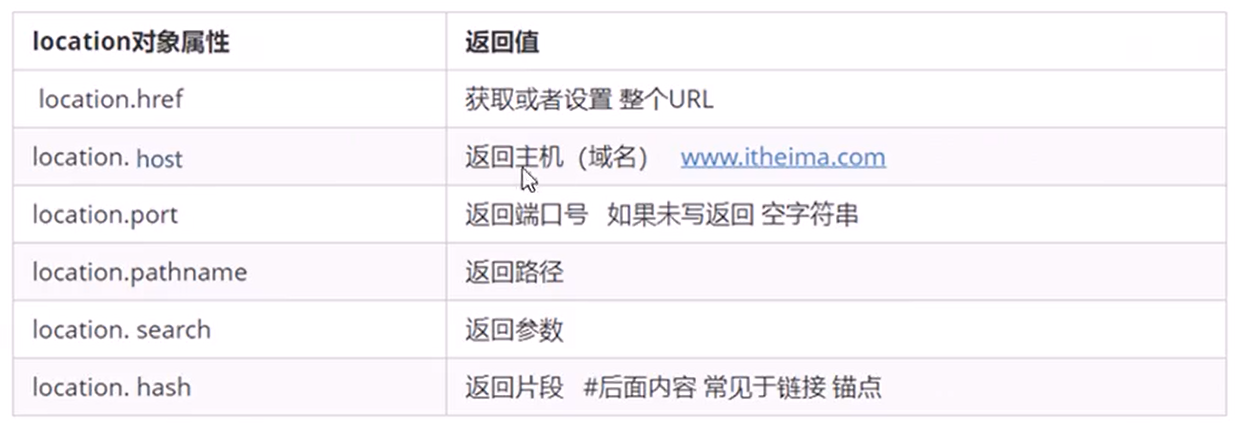 location对象属性 返回值
location.href 获取或者设置 整个URL
location. host 返回主机（域名） www.itheima.com
location.port 返回端口号 如果未写返回 空字符串
location.pathname 返回路径
location. search 返回参数
location. hash 返回片段 #后面内容 常见于链接 锚点